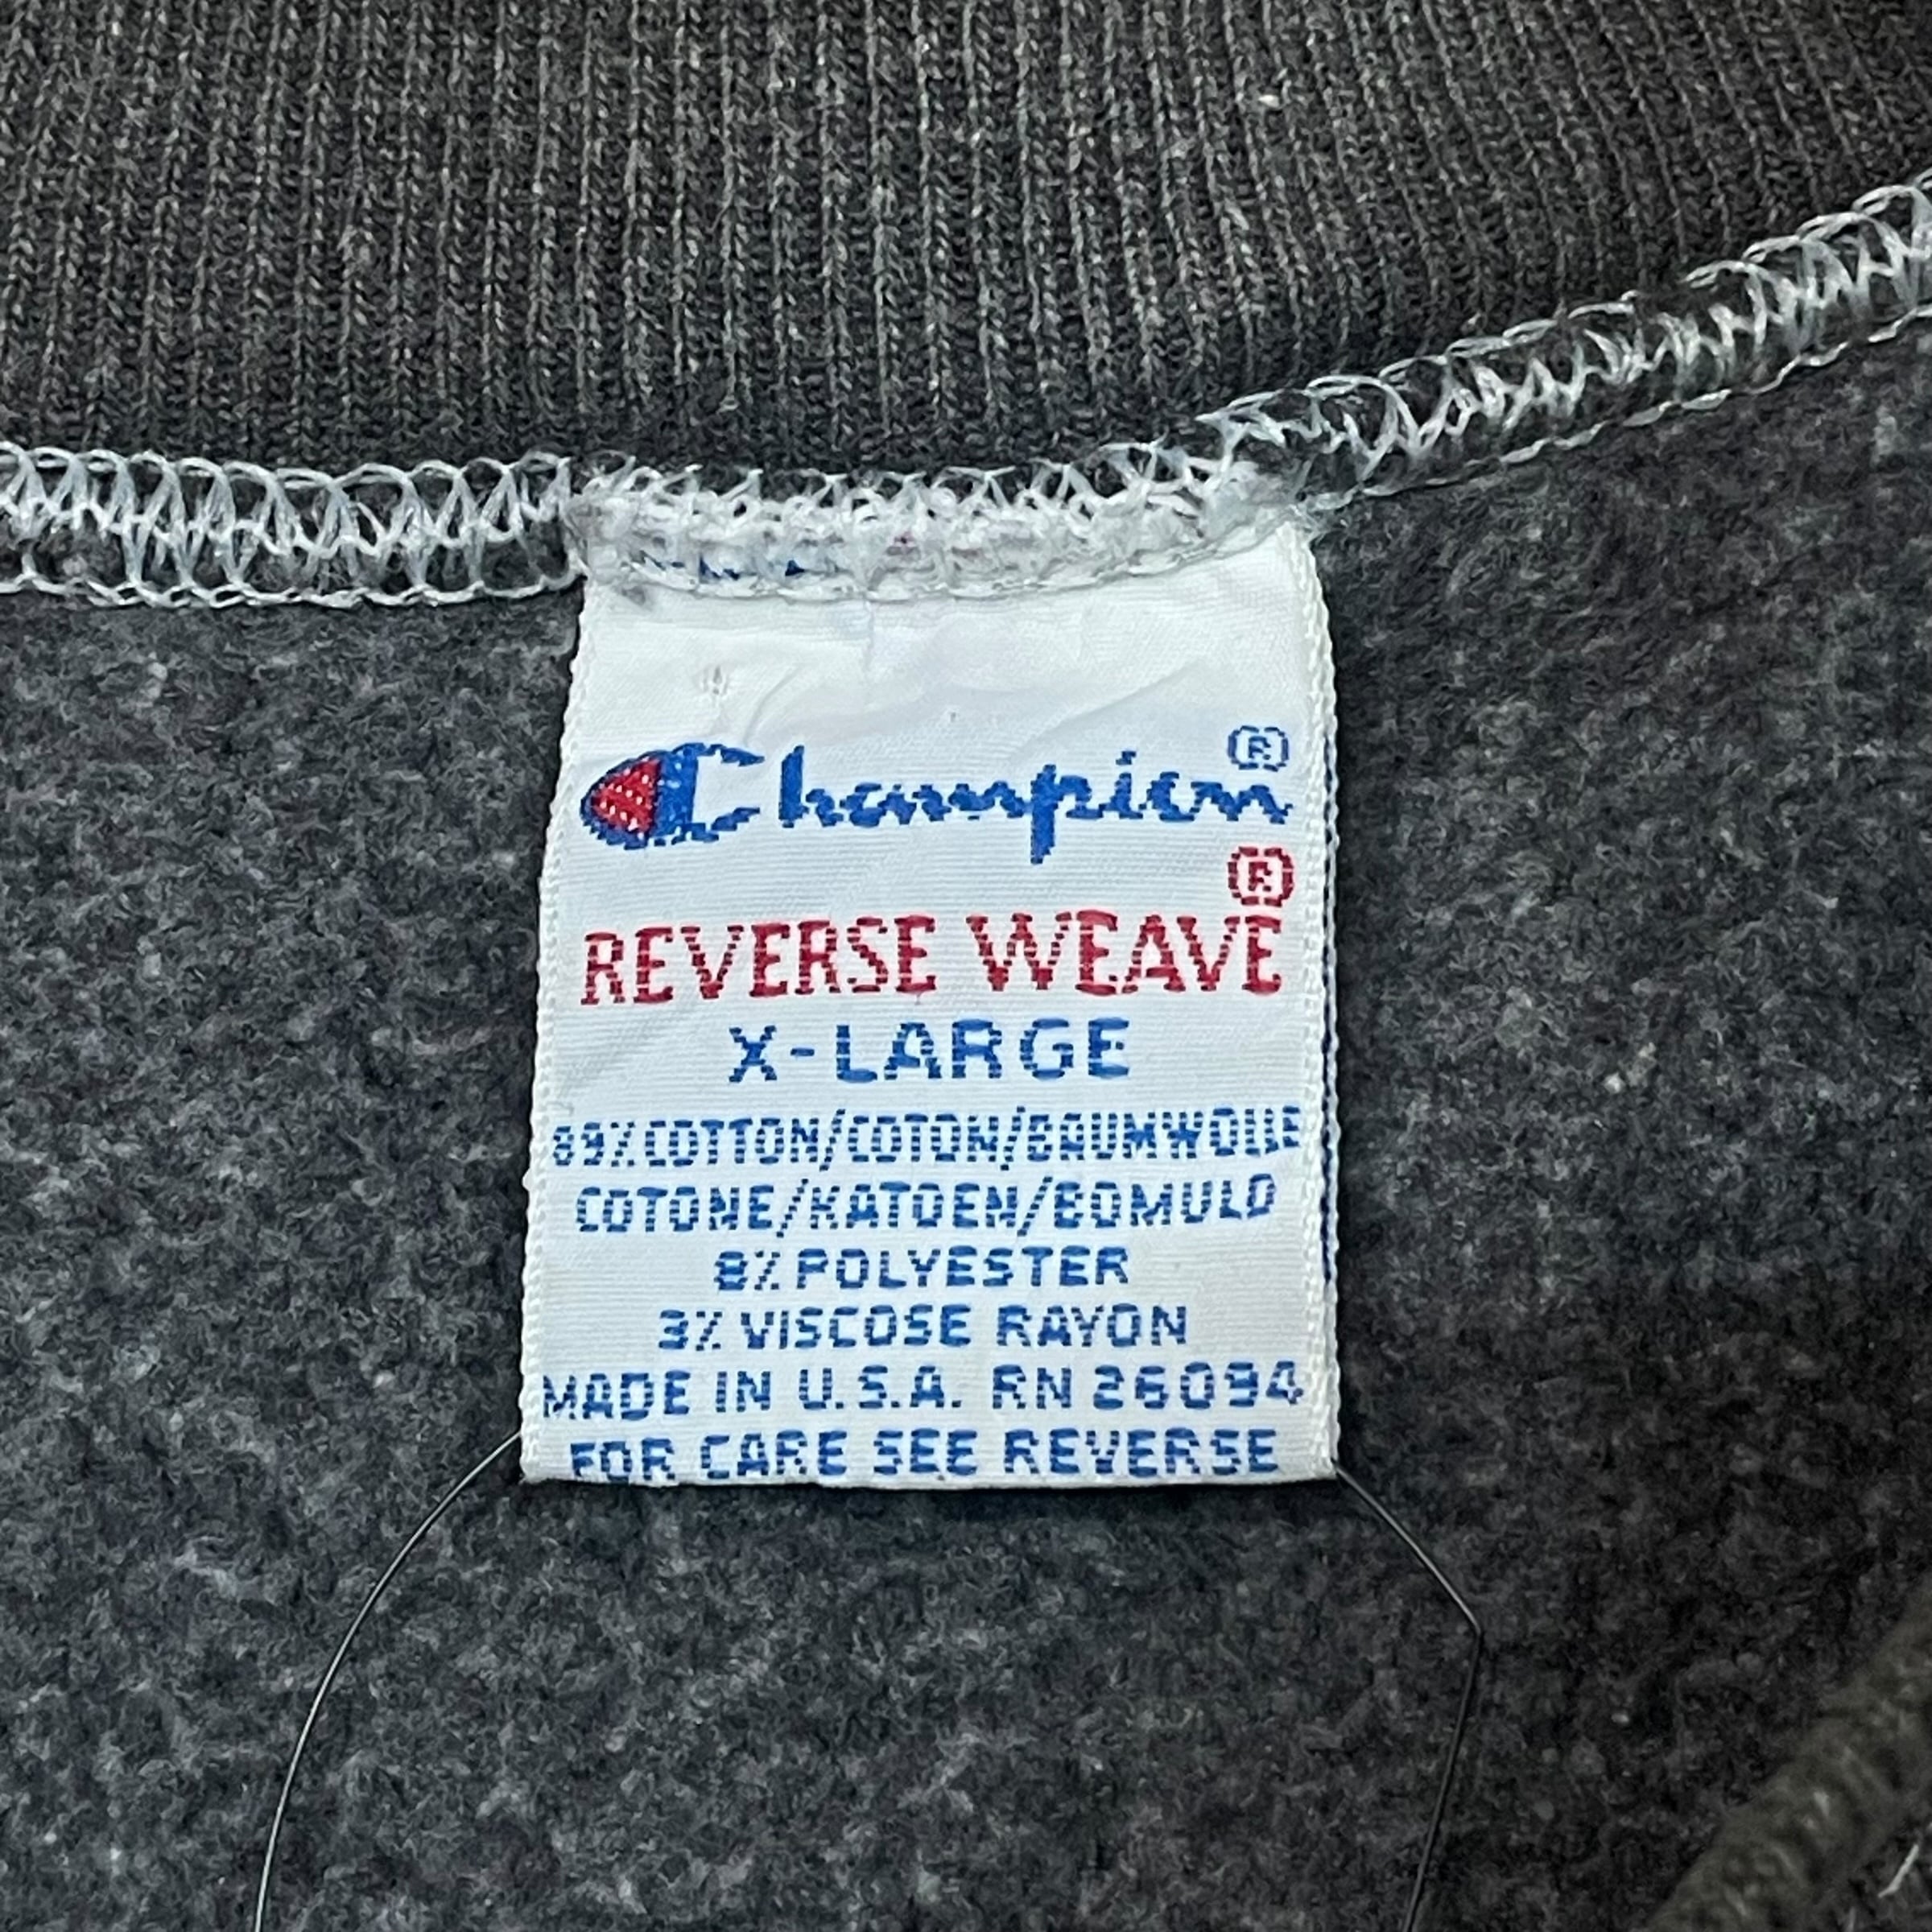 Champion®
®
REVERSE WEAVE
X-LARGE
89% COTTON/COTON/BAUMWOLLE
COTONE/KATOEN/BOMULD
8% POLYESTER
3% VISCOSE RAYON
MADE IN U.S.A. RN 26094
FOR CARE SEE REVERSE